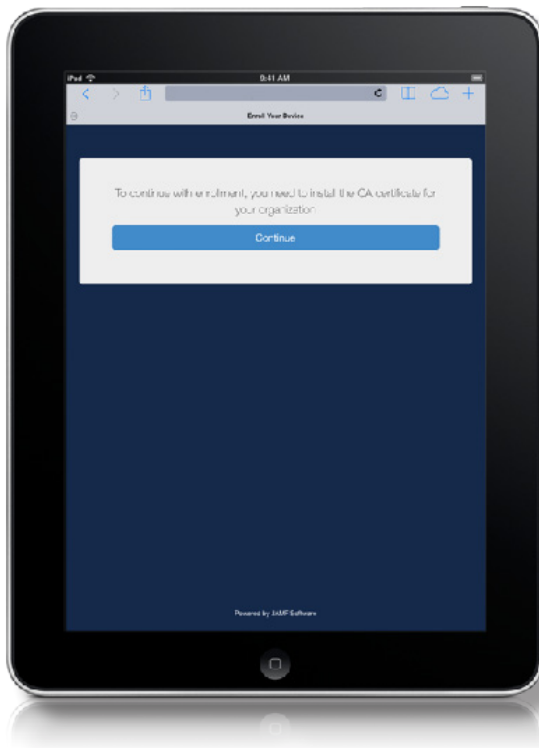 iPad 9:41 AM
Enroll Your Device
To continue with enrollment, you need to install the CA certificate for
your organization
Continue
Powered by JAMF Software